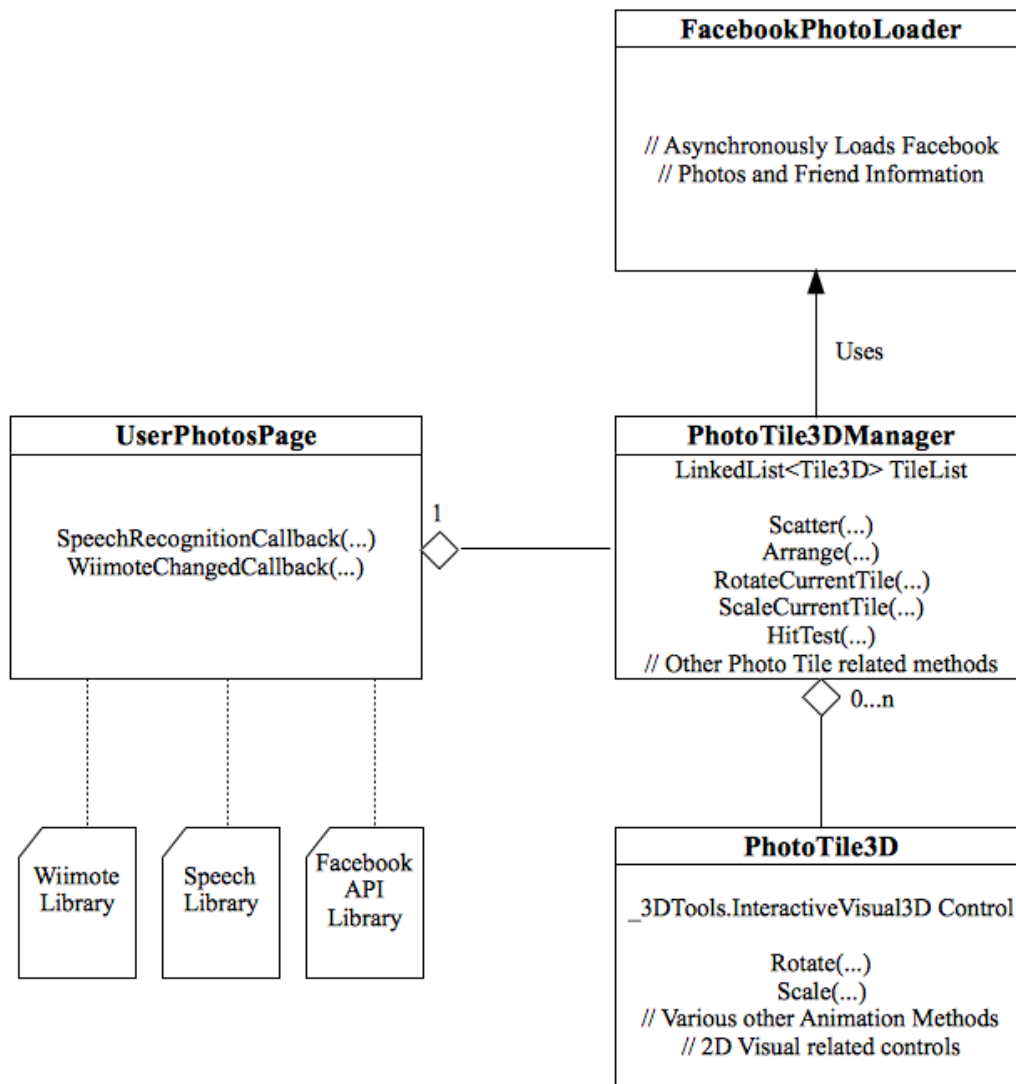 FacebookPhotoLoader
// Asynchronously Loads Facebook
// Photos and Friend Information
Uses
UserPhotosPage
SpeechRecognitionCallback(...)
WiimoteChangedCallback(...)
1
PhotoTile3DManager
LinkedList<Tile3D> TileList
Scatter(...)
Arrange(...)
RotateCurrentTile(...)
ScaleCurrentTile(...)
HitTest(...)
// Other Photo Tile related methods
0...n
Wiimote
Library
Speech
Library
Facebook
API
Library
PhotoTile3D
_3DTools.InteractiveVisual3D Control
Rotate(...)
Scale(...)
// Various other Animation Methods
// 2D Visual related controls